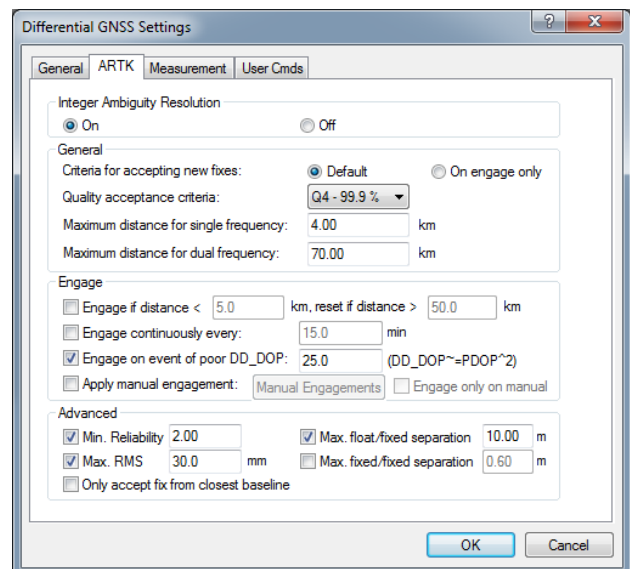 Differential GNSS Settings
General ARTK Measurement User Cmds
Integer Ambiguity Resolution
On Off
General
Criteria for accepting new fixes: Default On engage only
Quality acceptance criteria: Q4 - 99.9 %
Maximum distance for single frequency: 4.00 km
Maximum distance for dual frequency: 70.00 km
Engage
Engage if distance < 5.0 km, reset if distance > 50.0 km
Engage continuously every: 15.0 min
Engage on event of poor DD_DOP: 25.0 (DD_DOP~=PDOP^2)
Apply manual engagement: Manual Engagements Engage only on manual
Advanced
Min. Reliability 2.00 Max. float/fixed separation 10.00 m
Max. RMS 30.0 mm Max. fixed/fixed separation 0.60 m
Only accept fix from closest baseline
OK Cancel